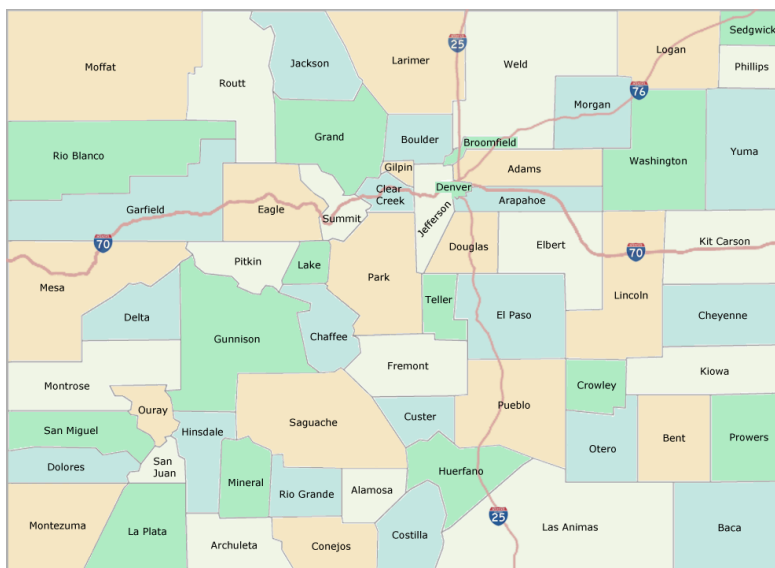 Sedgwick
25
Logan
Moffat
Jackson
Larimer
Weld
Phillips
Routt
76
Morgan
Grand
Boulder
Broomfield
Rio Blanco
Washington
Yuma
Gilpin
Adams
Clear
Creek
Denver
Arapahoe
Garfield
Eagle
Summit
Jefferson
70
Douglas
Elbert
Kit Carson
70
Pitkin
Lake
Park
Mesa
Lincoln
Teller
Delta
El Paso
Cheyenne
Gunnison
Chaffee
Fremont
Kiowa
Montrose
Crowley
Ouray
Pueblo
Saguache
Custer
San Miguel
Hinsdale
Prowers
Bent
Otero
Dolores
San
Juan
Huerfano
Mineral
Rio Grande
Alamosa
25
Montezuma
La Plata
Las Animas
Baca
Costilla
Archuleta
Conejos